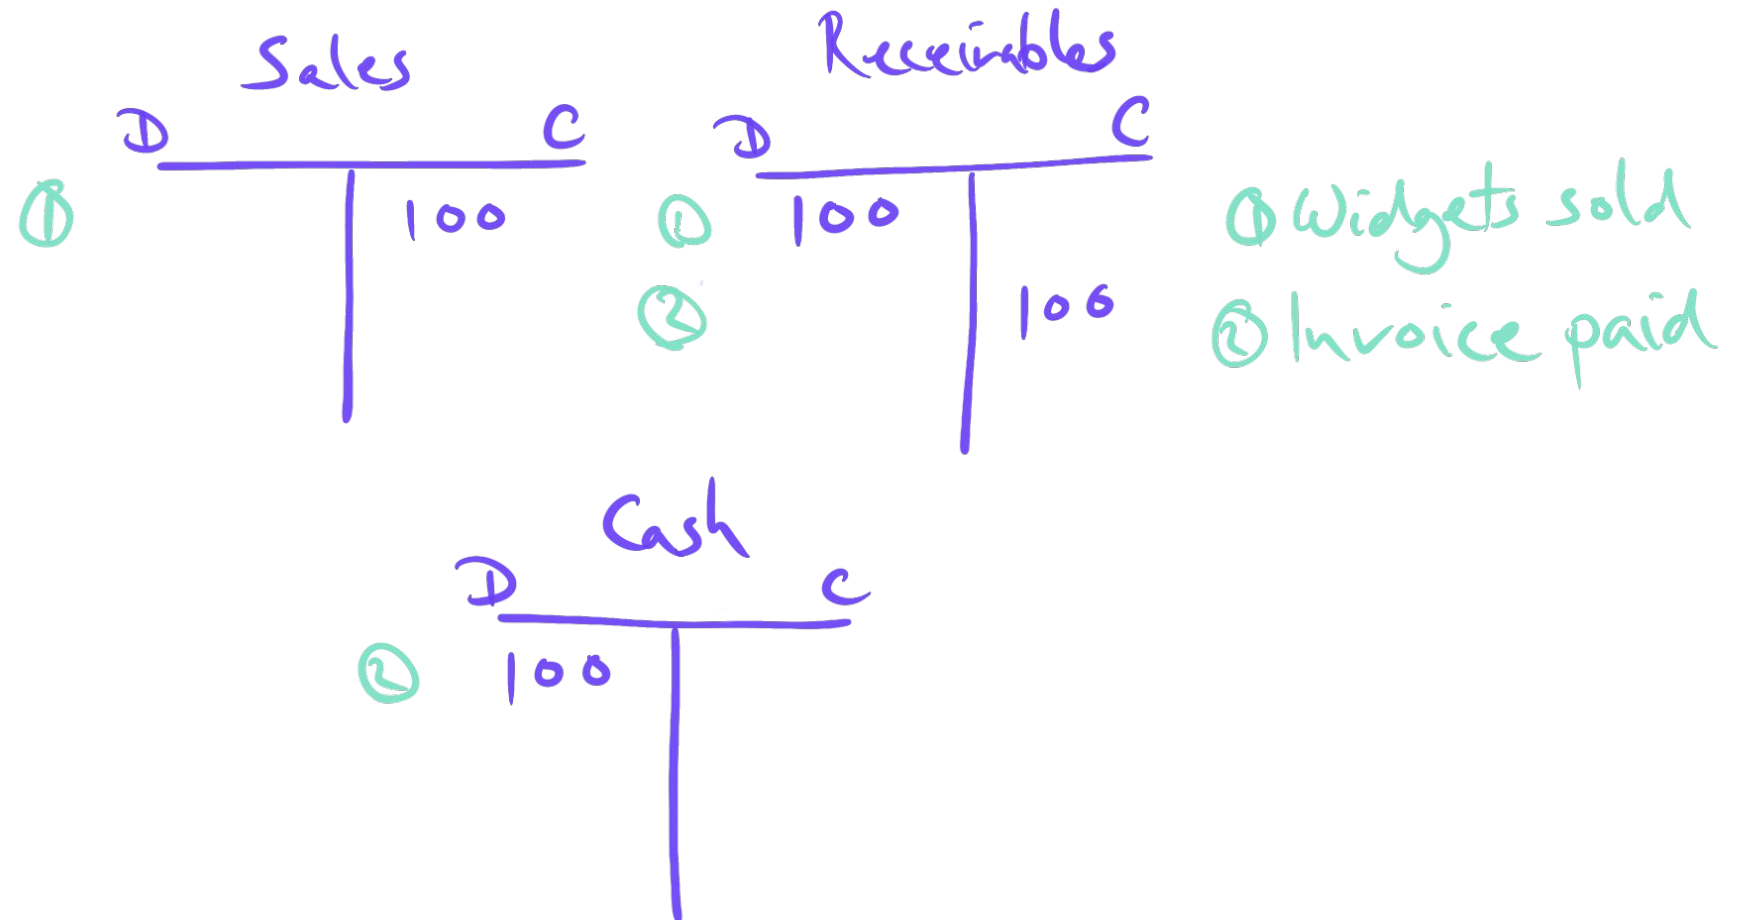 Sales
D C
① 100
Receivables
D C
① 100
② 100
① Widgets sold
② Invoice paid
Cash
D C
② 100